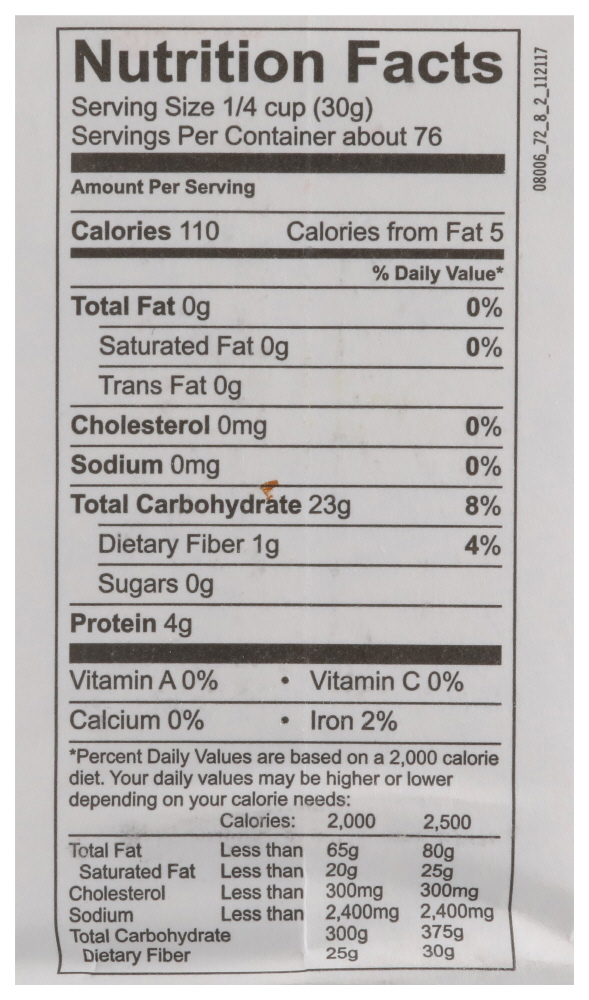 Nutrition Facts
Serving Size 1/4 cup (30g)
Servings Per Container about 76
Amount Per Serving
Calories 110 Calories from Fat 5
% Daily Value*
Total Fat 0g 0%
Saturated Fat 0g 0%
Trans Fat 0g
Cholesterol 0mg 0%
Sodium 0mg 0%
Total Carbohydrate 23g 8%
Dietary Fiber 1g 4%
Sugars 0g
Protein 4g
Vitamin A 0% • Vitamin C 0%
Calcium 0% • Iron 2%
*Percent Daily Values are based on a 2,000 calorie
diet. Your daily values may be higher or lower
depending on your calorie needs:
Calories: 2,000 2,500
Total Fat Less than 65g 80g
Saturated Fat Less than 20g 25g
Cholesterol Less than 300mg 300mg
Sodium Less than 2,400mg 2,400mg
Total Carbohydrate 300g 375g
Dietary Fiber 25g 30g
08006_72_8_2_112117